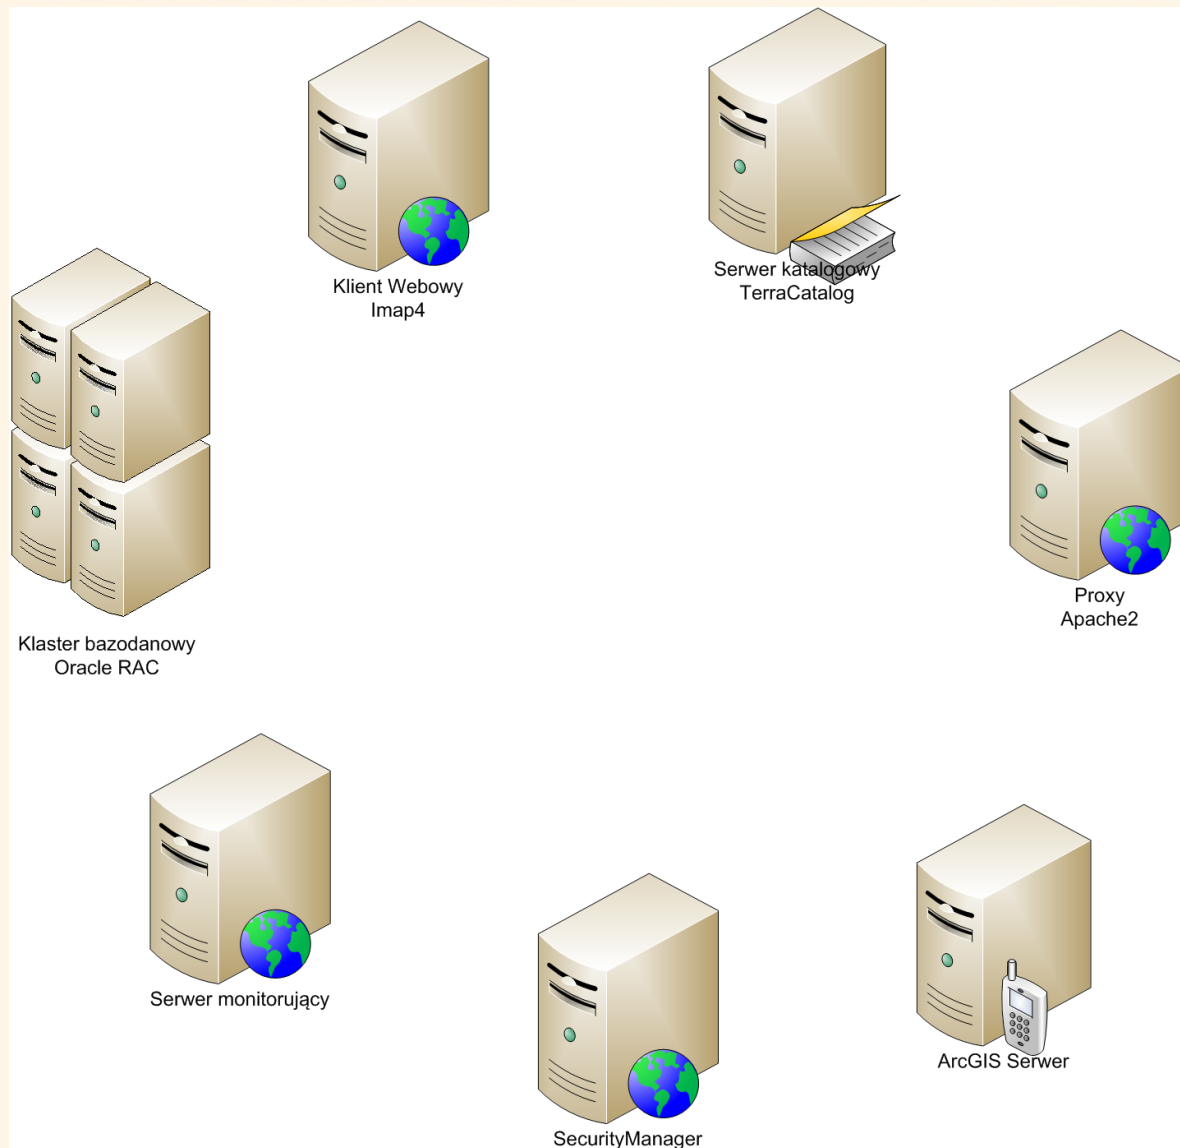 Klient Webowy
Imap4
Serwer katalogowy
TerraCatalog
Proxy
Apache2
Klaster bazodanowy
Oracle RAC
Serwer monitorujący
ArcGIS Serwer
SecurityManager